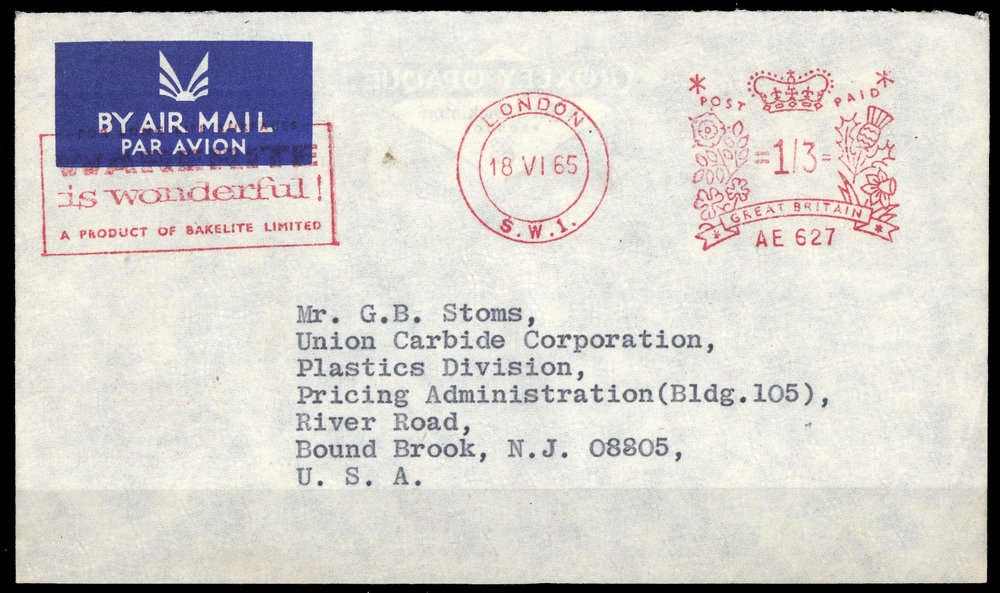 BY AIR MAIL
PAR AVION
WARERITE
is wonderful!
A PRODUCT OF BAKELITE LIMITED
LONDON
18 VI 65
S.W.1.
POST PAID
=1/3=
GREAT BRITAIN
AE 627
Mr. G.B. Stoms,
Union Carbide Corporation,
Plastics Division,
Pricing Administration(Bldg.105),
River Road,
Bound Brook, N.J. 08805,
U. S. A.